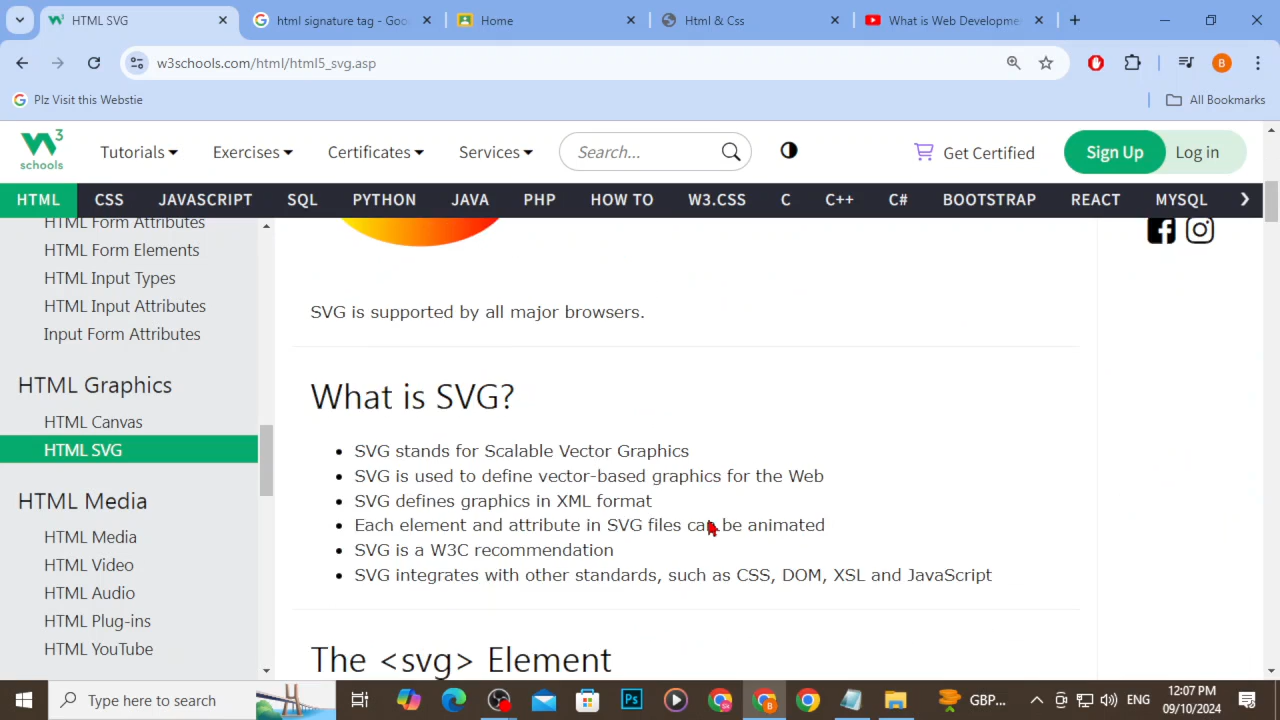 HTML SVG
html signature tag - Goo
Home
Html & Css
What is Web Developme
w3schools.com/html/html5_svg.asp
B
Plz Visit this Webstie
All Bookmarks
W3
schools
Tutorials
Exercises
Certificates
Services
Search...
Get Certified
Sign Up
Log in
HTML
CSS
JAVASCRIPT
SQL
PYTHON
JAVA
PHP
HOW TO
W3.CSS
C
C++
C#
BOOTSTRAP
REACT
MYSQL
HTML Form Attributes
HTML Form Elements
HTML Input Types
HTML Input Attributes
Input Form Attributes
HTML Graphics
HTML Canvas
HTML SVG
HTML Media
HTML Media
HTML Video
HTML Audio
HTML Plug-ins
HTML YouTube
SVG is supported by all major browsers.
What is SVG?
SVG stands for Scalable Vector Graphics
SVG is used to define vector-based graphics for the Web
SVG defines graphics in XML format
Each element and attribute in SVG files can be animated
SVG is a W3C recommendation
SVG integrates with other standards, such as CSS, DOM, XSL and JavaScript
The <svg> Element
Type here to search
Ps
B
GBP...
ENG
12:07 PM
09/10/2024